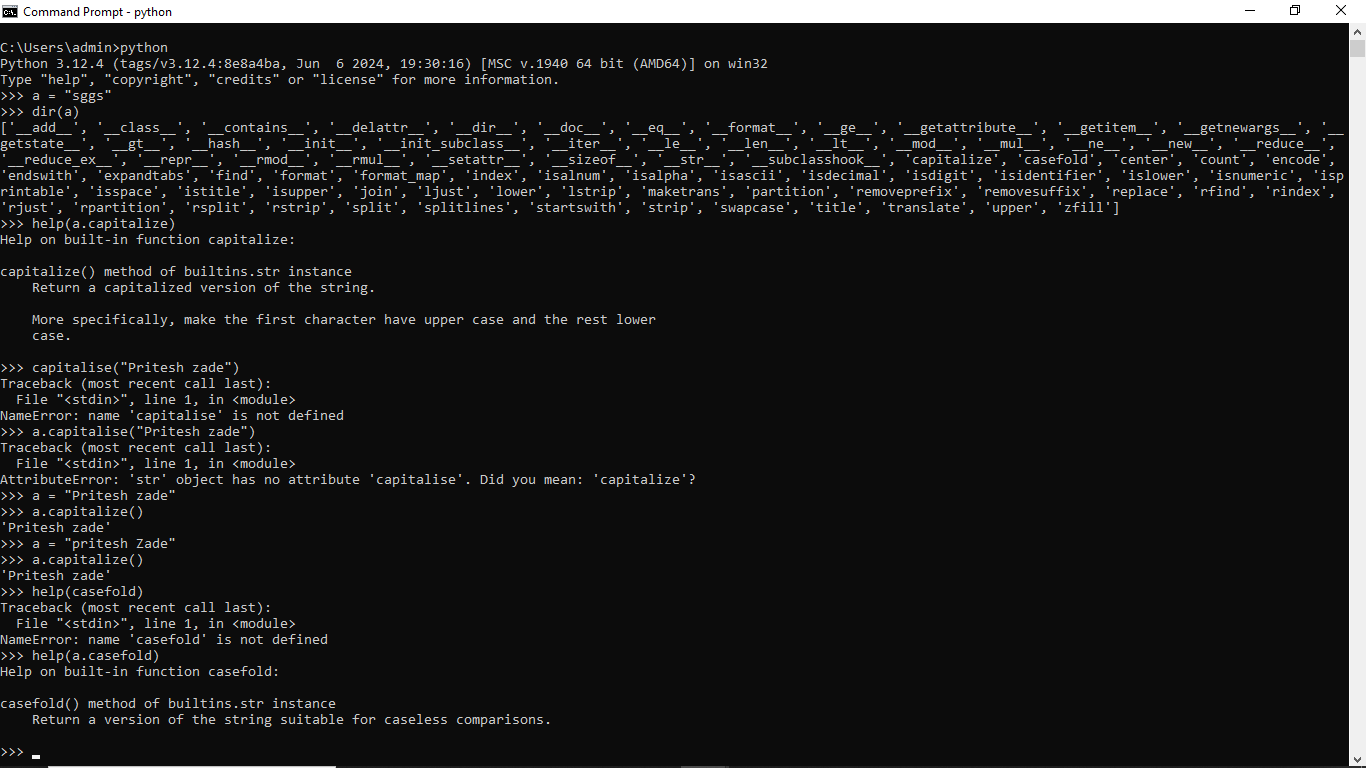 Command Prompt - python
C:\Users\admin>python
Python 3.12.4 (tags/v3.12.4:8e8a4ba, Jun  6 2024, 19:30:16) [MSC v.1940 64 bit (AMD64)] on win32
Type "help", "copyright", "credits" or "license" for more information.
>>> a = "sggs"
>>> dir(a)
['__add__', '__class__', '__contains__', '__delattr__', '__dir__', '__doc__', '__eq__', '__format__', '__ge__', '__getattribute__', '__getitem__', '__getnewargs__', '__
getstate__', '__gt__', '__hash__', '__init__', '__init_subclass__', '__iter__', '__le__', '__len__', '__lt__', '__mod__', '__mul__', '__ne__', '__new__', '__reduce__',
'__reduce_ex__', '__repr__', '__rmod__', '__rmul__', '__setattr__', '__sizeof__', '__str__', '__subclasshook__', 'capitalize', 'casefold', 'center', 'count', 'encode',
'endswith', 'expandtabs', 'find', 'format', 'format_map', 'index', 'isalnum', 'isalpha', 'isascii', 'isdecimal', 'isdigit', 'isidentifier', 'islower', 'isnumeric', 'isp
rintable', 'isspace', 'istitle', 'isupper', 'join', 'ljust', 'lower', 'lstrip', 'maketrans', 'partition', 'removeprefix', 'removesuffix', 'replace', 'rfind', 'rindex',
'rjust', 'rpartition', 'rsplit', 'rstrip', 'split', 'splitlines', 'startswith', 'strip', 'swapcase', 'title', 'translate', 'upper', 'zfill']
>>> help(a.capitalize)
Help on built-in function capitalize:

capitalize() method of builtins.str instance
    Return a capitalized version of the string.

    More specifically, make the first character have upper case and the rest lower
    case.

>>> capitalise("Pritesh zade")
Traceback (most recent call last):
  File "<stdin>", line 1, in <module>
NameError: name 'capitalise' is not defined
>>> a.capitalise("Pritesh zade")
Traceback (most recent call last):
  File "<stdin>", line 1, in <module>
AttributeError: 'str' object has no attribute 'capitalise'. Did you mean: 'capitalize'?
>>> a = "Pritesh zade"
>>> a.capitalize()
'Pritesh zade'
>>> a = "pritesh Zade"
>>> a.capitalize()
'Pritesh zade'
>>> help(casefold)
Traceback (most recent call last):
  File "<stdin>", line 1, in <module>
NameError: name 'casefold' is not defined
>>> help(a.casefold)
Help on built-in function casefold:

casefold() method of builtins.str instance
    Return a version of the string suitable for caseless comparisons.

>>>